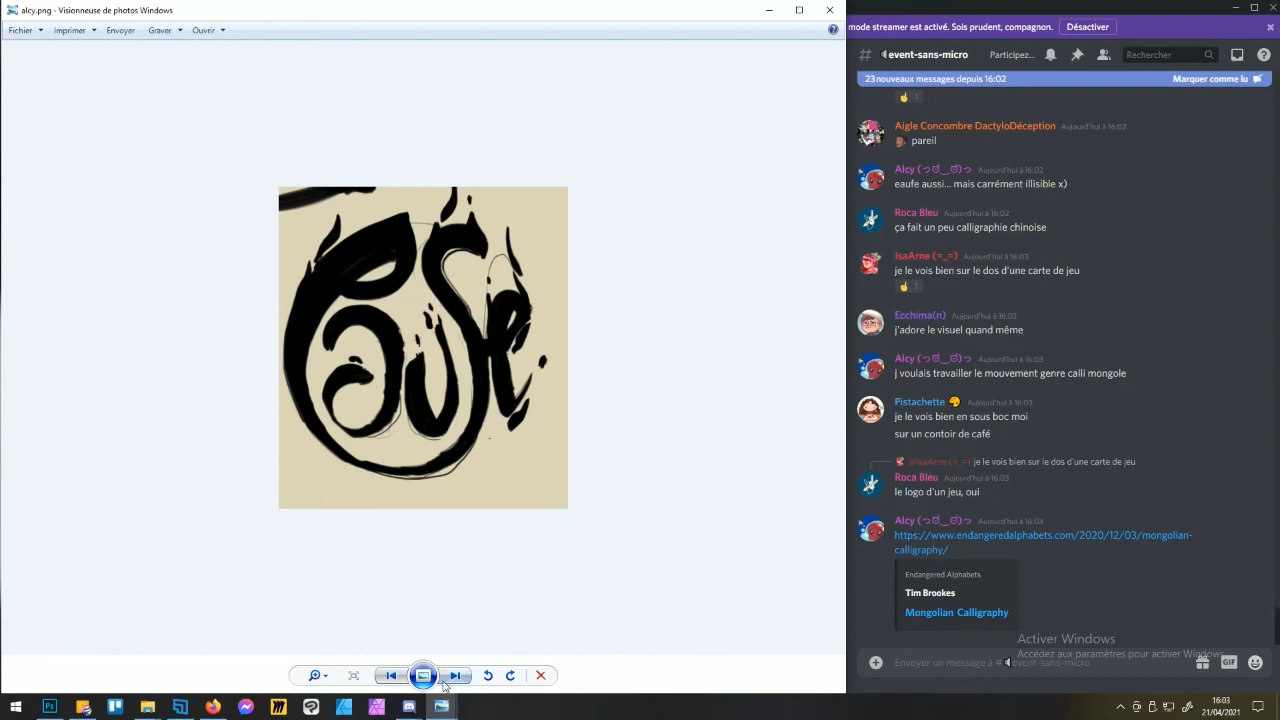 alcy.png - Visionneuse de photos Windows
Fichier Imprimer Envoyer Graver Ouvrir
mode streamer est activé. Sois prudent, compagnon. Désactiver
event-sans-micro Participez... Rechercher
23 nouveaux messages depuis 16:02 Marquer comme lu
1
Aigle Concombre DactyloDéception Aujourd'hui à 16:02
pareil
Alcy (っಠ‿ಠ)っ Aujourd'hui à 16:02
eaufe aussi... mais carrément illisible x)
Roca Bleu Aujourd'hui à 16:02
ça fait un peu calligraphie chinoise
IsaArne (=_=) Aujourd'hui à 16:03
je le vois bien sur le dos d'une carte de jeu
1
Ecchima(n) Aujourd'hui à 16:03
j'adore le visuel quand même
Alcy (っಠ‿ಠ)っ Aujourd'hui à 16:03
j voulais travailler le mouvement genre calli mongole
Pistachette Aujourd'hui à 16:03
je le vois bien en sous boc moi
sur un contoir de café
@IsaArne (=_=) je le vois bien sur le dos d'une carte de jeu
Roca Bleu Aujourd'hui à 16:03
le logo d'un jeu, oui
Alcy (っಠ‿ಠ)っ Aujourd'hui à 16:03
https://www.endangeredalphabets.com/2020/12/03/mongolian-
calligraphy/
Endangered Alphabets
Tim Brookes
Mongolian Calligraphy
Activer Windows
Accédez aux paramètres pour activer Windows.
Envoyer un message à # event-sans-micro
GIF
16:03
21/04/2021